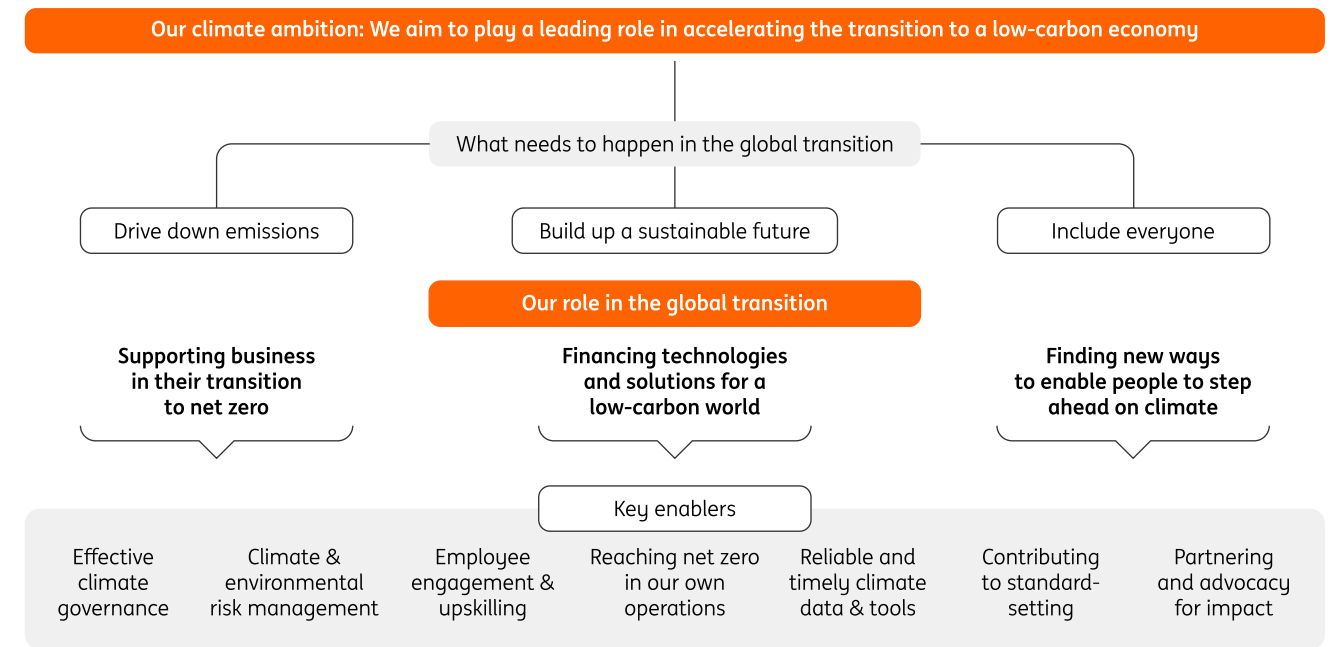 Our climate ambition: We aim to play a leading role in accelerating the transition to a low-carbon economy
What needs to happen in the global transition
Drive down emissions
Build up a sustainable future
Include everyone
Our role in the global transition
Supporting business
in their transition
to net zero
Financing technologies
and solutions for a
low-carbon world
Finding new ways
to enable people to step
ahead on climate
Key enablers
Effective
climate
governance
Climate &
environmental
risk management
Employee
engagement &
upskilling
Reaching net zero
in our own
operations
Reliable and
timely climate
data & tools
Contributing
to standard-
setting
Partnering
and advocacy
for impact